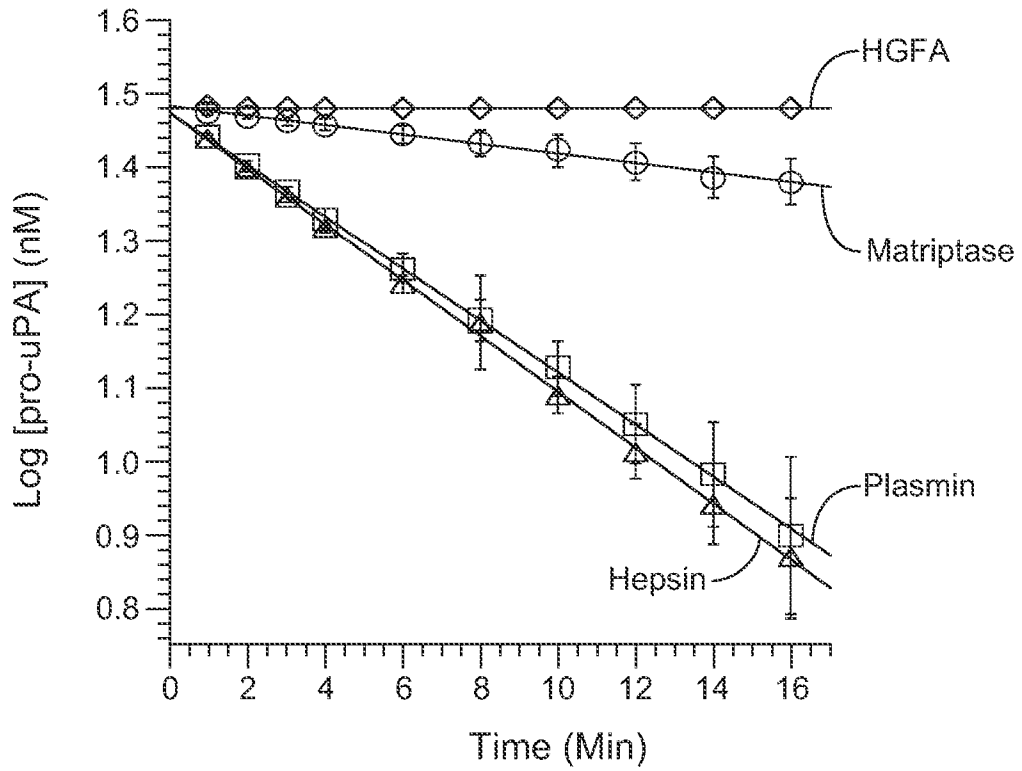 1.6
HGFA
1.5
1.4
Matriptase
1.3
Log [pro-uPA] (nM)
1.2
1.1
1.0
Plasmin
0.9
Hepsin
0.8
0 2 4 6 8 10 12 14 16
Time (Min)